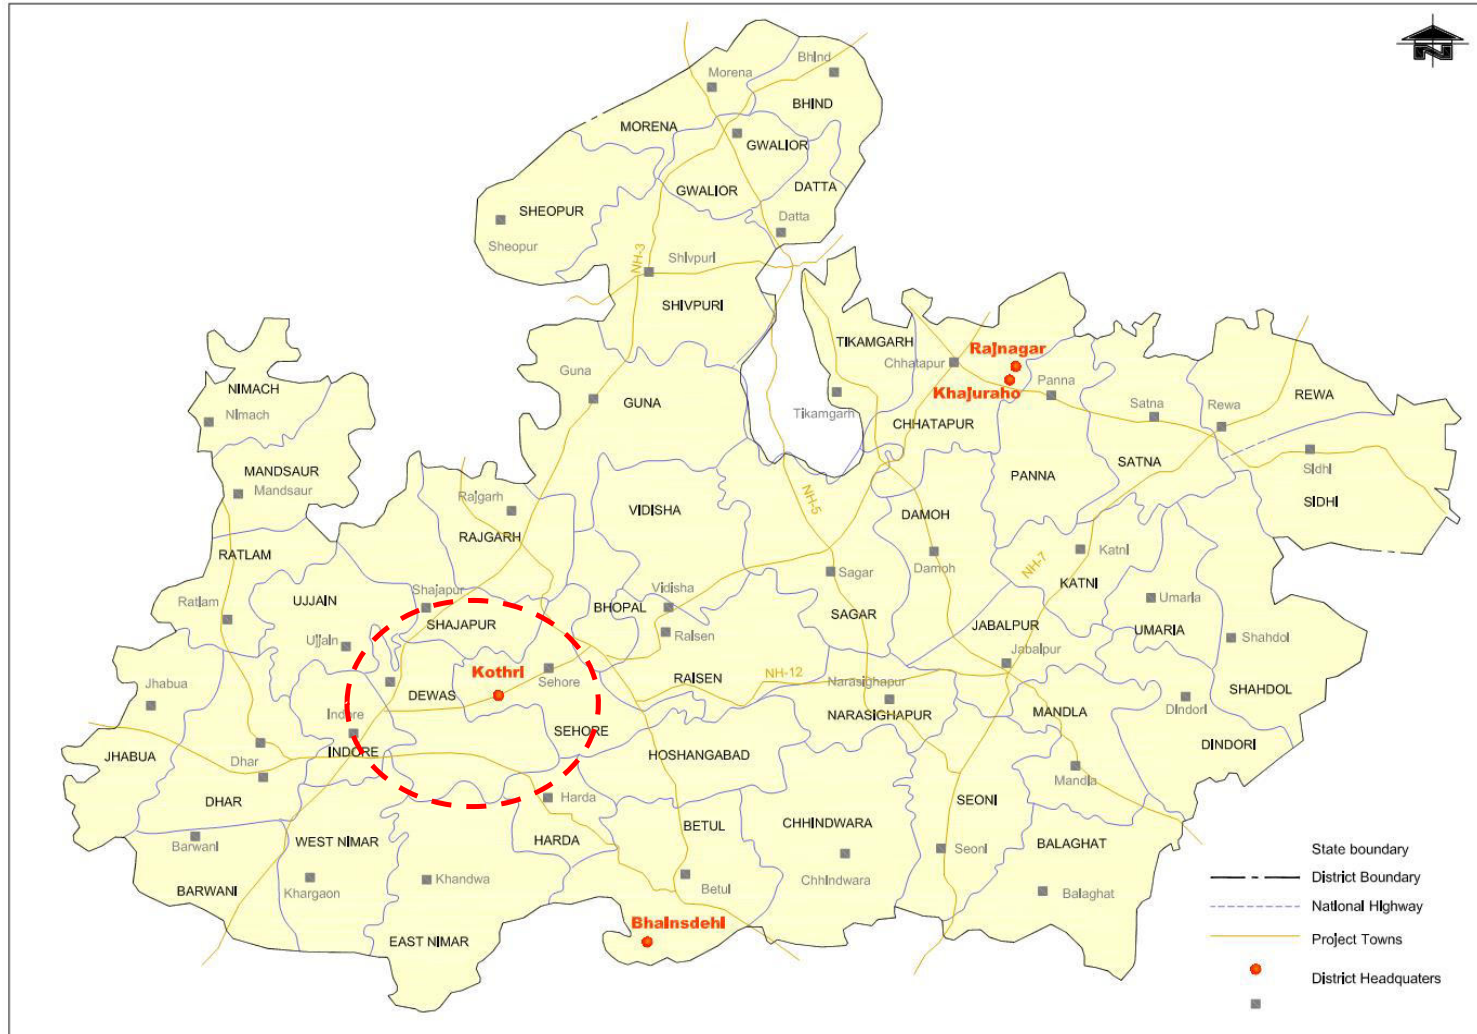 N
Morena
Bhind
BHIND
MORENA
GWALIOR
GWALIOR
DATTA
SHEOPUR
Datta
Sheopur
NH-3
Shivpuri
SHIVPURI
TIKAMGARH
Rajnagar
Chhatapur
Guna
NIMACH
Khajuraho
Panna
REWA
GUNA
Satna
Rewa
Nimach
Tikamgarh
CHHATAPUR
MANDSAUR
SATNA
PANNA
Sidhi
Mandsaur
Rajgarh
NH-5
SIDHI
VIDISHA
DAMOH
RAJGARH
RATLAM
Katni
NH-7
Damoh
KATNI
Sagar
Shajapur
Vidisha
UJJAIN
Ratlam
BHOPAL
Umaria
SAGAR
SHAJAPUR
JABALPUR
UMARIA
Raisen
Shahdol
Ujjain
Jabalpur
Kothri
Sehore
NH-12
RAISEN
Narasighapur
Jhabua
DEWAS
SHAHDOL
Dindori
Indore
NARASIGHAPUR
MANDLA
SEHORE
DINDORI
INDORE
HOSHANGABAD
JHABUA
Dhar
Mandla
Harda
DHAR
SEONI
BETUL
CHHINDWARA
HARDA
WEST NIMAR
BALAGHAT
Barwani
Seoni
State boundary
Khandwa
Chhindwara
District Boundary
BARWANI
Khargaon
Betul
Balaghat
National Highway
Bhainsdehi
EAST NIMAR
Project Towns
District Headquaters